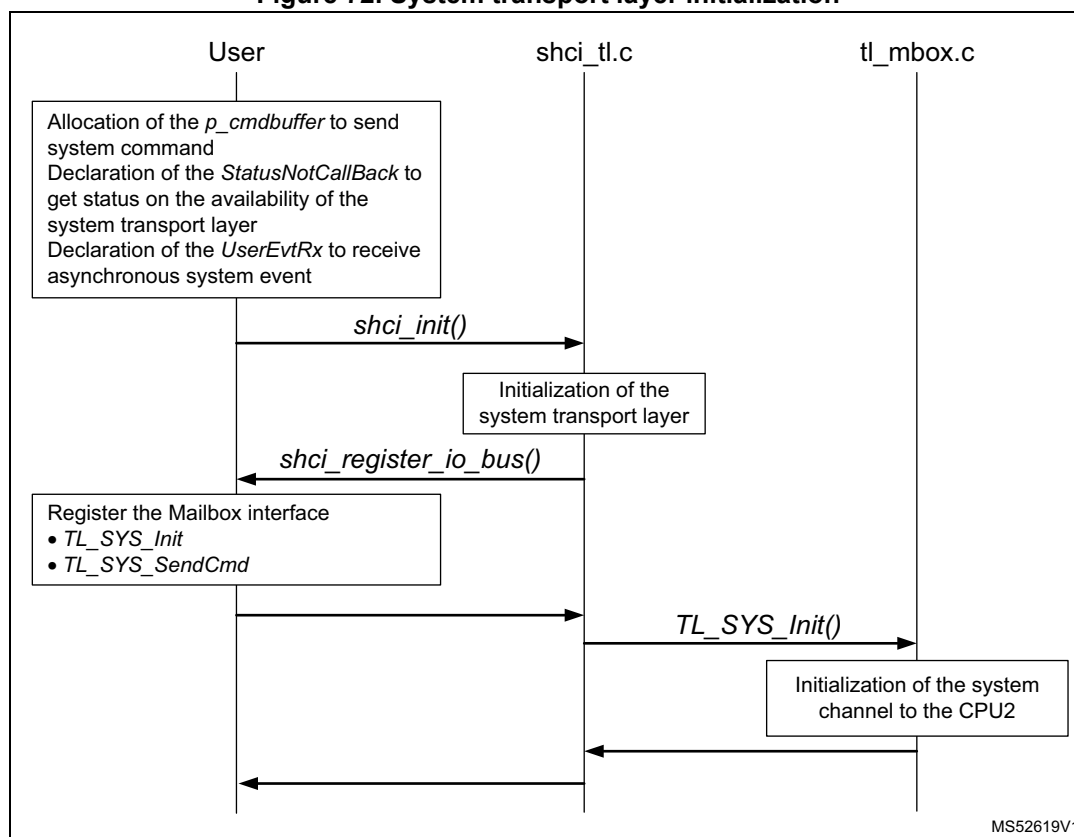 Figure 72. System transport layer initialization
User
shci_tl.c
tl_mbox.c
Allocation of the p_cmdbuffer to send
system command
Declaration of the StatusNotCallBack to
get status on the availability of the
system transport layer
Declaration of the UserEvtRx to receive
asynchronous system event
shci_init()
Initialization of the
system transport layer
shci_register_io_bus()
Register the Mailbox interface
• TL_SYS_Init
• TL_SYS_SendCmd
TL_SYS_Init()
Initialization of the system
channel to the CPU2
MS52619V1